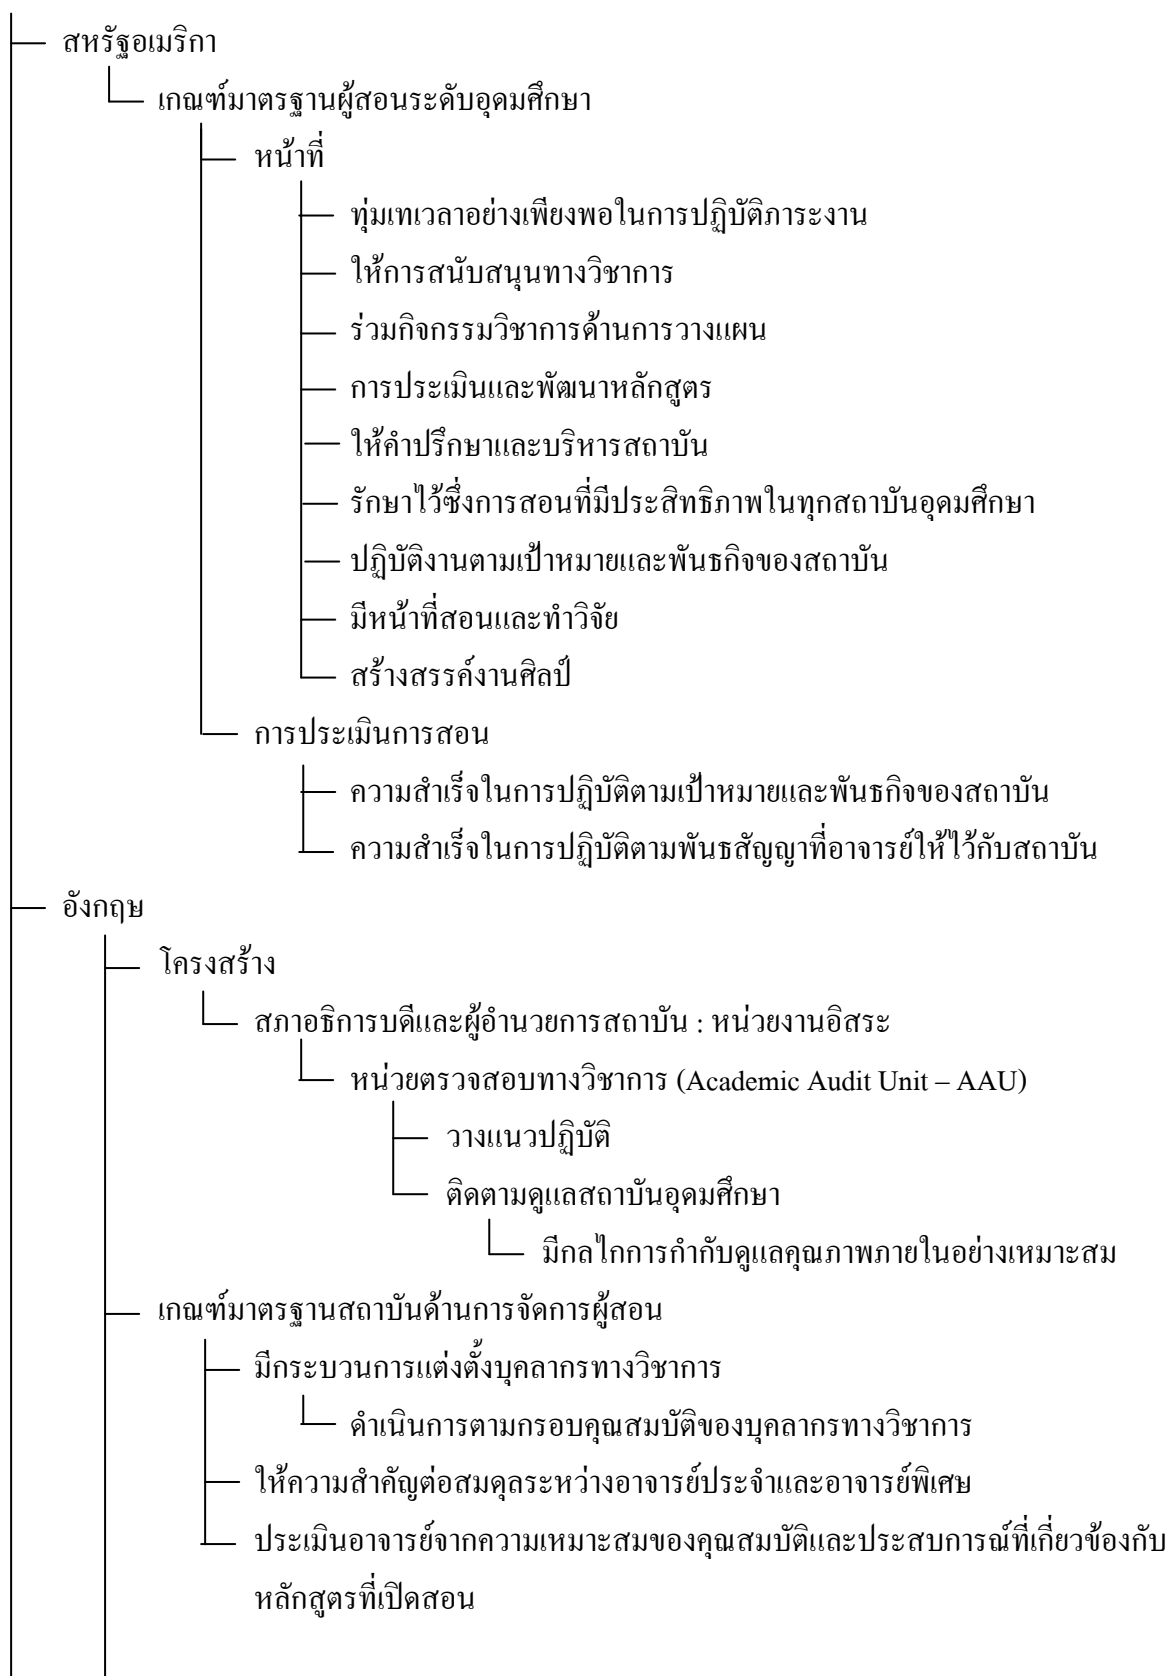 สหรัฐอเมริกา
เกณฑ์มาตรฐานผู้สอนระดับอุดมศึกษา
หน้าที่
ทุ่มเทเวลาอย่างเพียงพอในการปฏิบัติภาระงาน
ให้การสนับสนุนทางวิชาการ
ร่วมกิจกรรมวิชาการด้านการวางแผน
การประเมินและพัฒนาหลักสูตร
ให้คำปรึกษาและบริหารสถาบัน
รักษาไว้ซึ่งการสอนที่มีประสิทธิภาพในทุกสถาบันอุดมศึกษา
ปฏิบัติงานตามเป้าหมายและพันธกิจของสถาบัน
มีหน้าที่สอนและทำวิจัย
สร้างสรรค์งานศิลป์
การประเมินการสอน
ความสำเร็จในการปฏิบัติตามเป้าหมายและพันธกิจของสถาบัน
ความสำเร็จในการปฏิบัติตามพันธสัญญาที่อาจารย์ให้ไว้กับสถาบัน
อังกฤษ
โครงสร้าง
สภาอธิการบดีและผู้อำนวยการสถาบัน : หน่วยงานอิสระ
หน่วยตรวจสอบทางวิชาการ (Academic Audit Unit – AAU)
วางแนวปฏิบัติ
ติดตามดูแลสถาบันอุดมศึกษา
มีกลไกการกำกับดูแลคุณภาพภายในอย่างเหมาะสม
เกณฑ์มาตรฐานสถาบันด้านการจัดการผู้สอน
มีกระบวนการแต่งตั้งบุคลากรทางวิชาการ
ดำเนินการตามกรอบคุณสมบัติของบุคลากรทางวิชาการ
ให้ความสำคัญต่อสมดุลระหว่างอาจารย์ประจำและอาจารย์พิเศษ
ประเมินอาจารย์จากความเหมาะสมของคุณสมบัติและประสบการณ์ที่เกี่ยวข้องกับ
หลักสูตรที่เปิดสอน